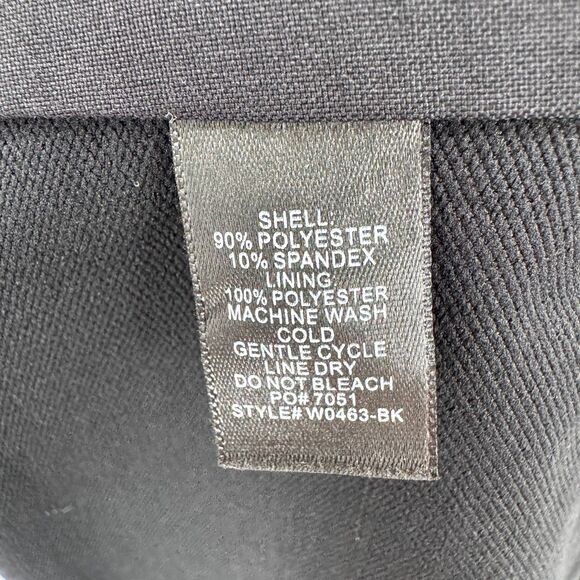 SHELL:
90% POLYESTER
10% SPANDEX
LINING
100% POLYESTER
MACHINE WASH
COLD
GENTLE CYCLE
LINE DRY
DO NOT BLEACH
PO# 7051
STYLE# W0463-BK